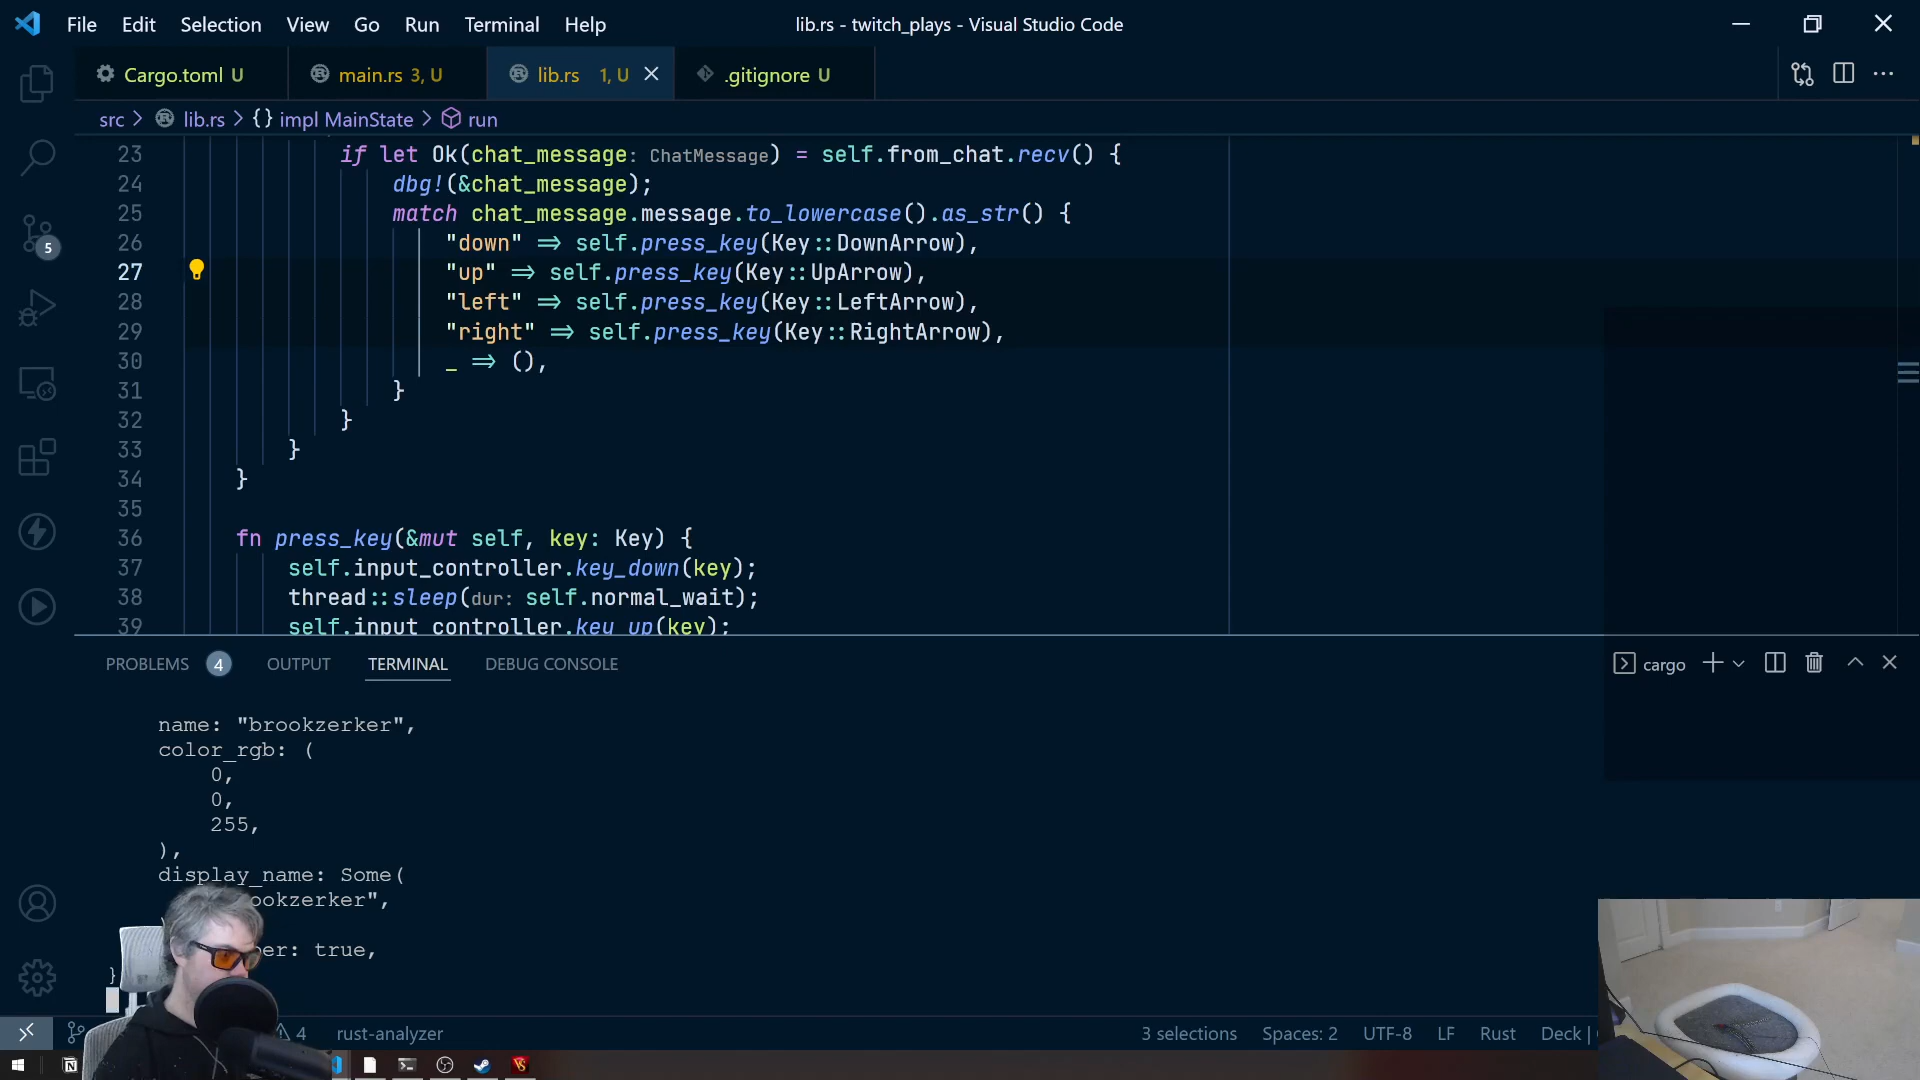 File Edit Selection View Go Run Terminal Help lib.rs - twitch_plays - Visual Studio Code
Cargo.toml U main.rs 3, U lib.rs 1, U .gitignore U
src > lib.rs > {} impl MainState > run
23 if let Ok(chat_message: ChatMessage) = self.from_chat.recv() {
24 dbg!(&chat_message);
25 match chat_message.message.to_lowercase().as_str() {
26 "down" => self.press_key(Key::DownArrow),
27 "up" => self.press_key(Key::UpArrow),
28 "left" => self.press_key(Key::LeftArrow),
29 "right" => self.press_key(Key::RightArrow),
30 _ => (),
31 }
32 }
33 }
34 }
35
36 fn press_key(&mut self, key: Key) {
37 self.input_controller.key_down(key);
38 thread::sleep(dur: self.normal_wait);
39 self.input_controller.key_up(key);
5
PROBLEMS 4 OUTPUT TERMINAL DEBUG CONSOLE cargo
name: "brookzerker",
color_rgb: (
0,
0,
255,
),
display_name: Some(
ookzerker",
)
er: true,
}
4 rust-analyzer 3 selections Spaces: 2 UTF-8 LF Rust Deck |